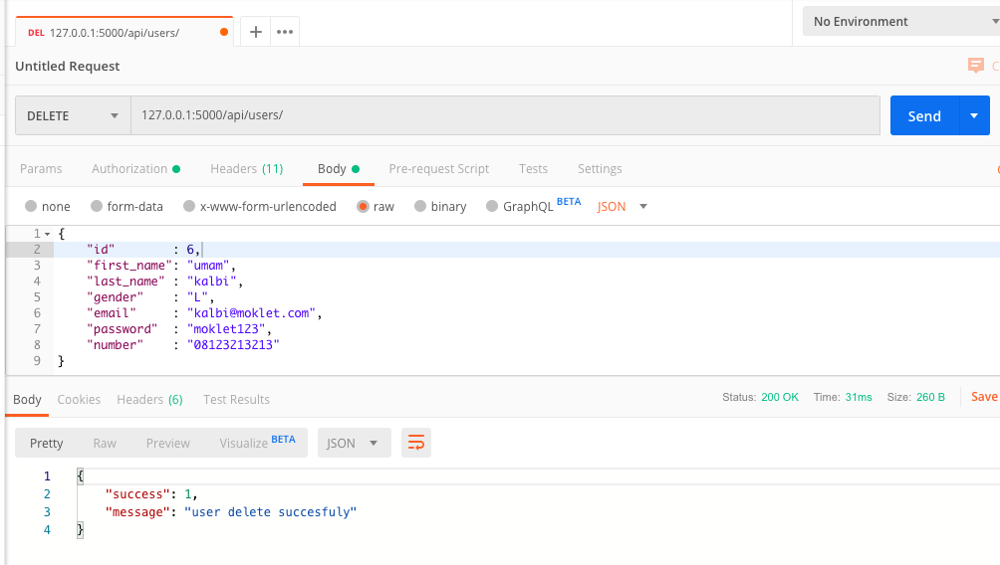 DEL 127.0.0.1:5000/api/users/
No Environment
Untitled Request
DELETE 127.0.0.1:5000/api/users/ Send
Params Authorization Headers (11) Body Pre-request Script Tests Settings
none form-data x-www-form-urlencoded raw binary GraphQL BETA JSON
1 {
2 "id" : 6,
3 "first_name": "umam",
4 "last_name" : "kalbi",
5 "gender" : "L",
6 "email" : "kalbi@moklet.com",
7 "password" : "moklet123",
8 "number" : "08123213213"
9 }
Body Cookies Headers (6) Test Results Status: 200 OK Time: 31ms Size: 260 B Save
Pretty Raw Preview Visualize BETA JSON
1 {
2 "success": 1,
3 "message": "user delete succesfuly"
4 }